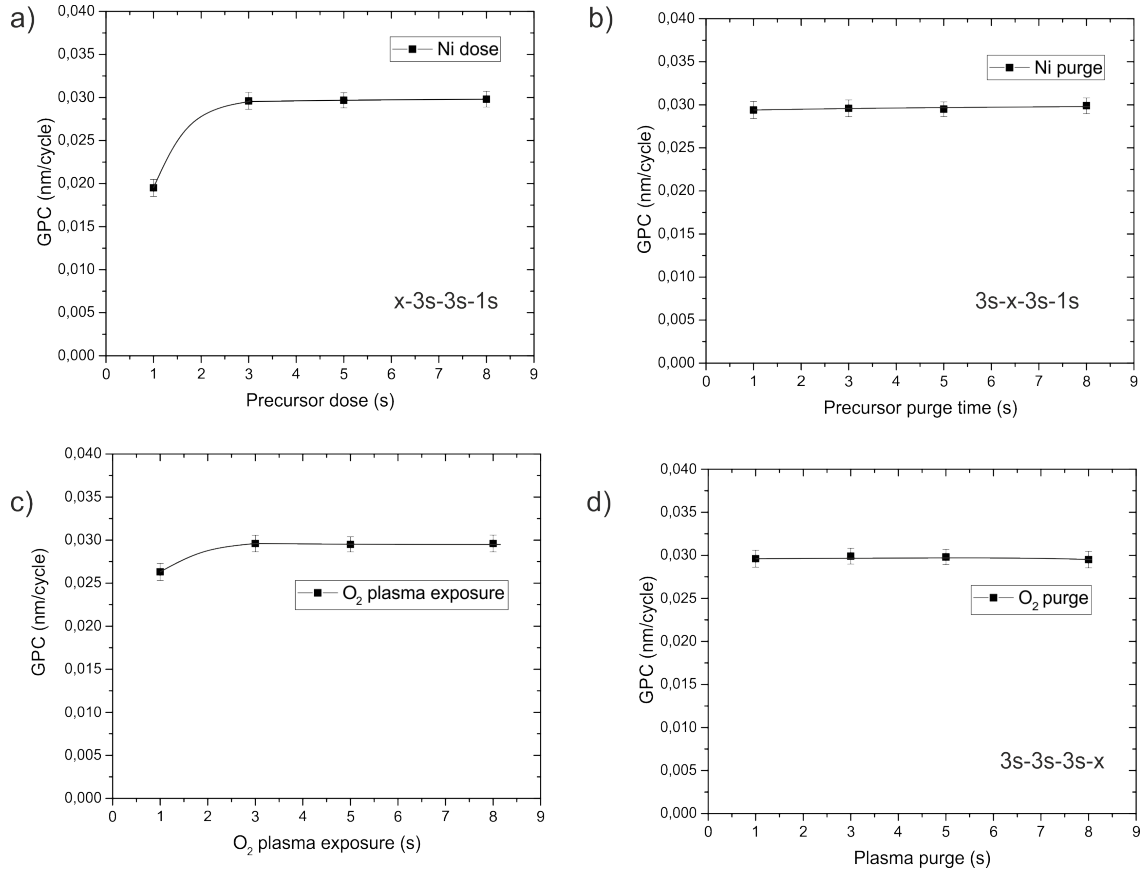 a)
0,040
0,035
0,030
0,025
0,020
0,015
0,010
0,005
0,000
GPC (nm/cycle)
Ni dose
x-3s-3s-1s
0 1 2 3 4 5 6 7 8 9
Precursor dose (s)
b)
0,040
0,035
0,030
0,025
0,020
0,015
0,010
0,005
0,000
GPC (nm/cycle)
Ni purge
3s-x-3s-1s
0 1 2 3 4 5 6 7 8 9
Precursor purge time (s)
c)
0,040
0,035
0,030
0,025
0,020
0,015
0,010
0,005
0,000
GPC (nm/cycle)
O₂ plasma exposure
0 1 2 3 4 5 6 7 8 9
O₂ plasma exposure (s)
d)
0,040
0,035
0,030
0,025
0,020
0,015
0,010
0,005
0,000
GPC (nm/cycle)
O₂ purge
3s-3s-3s-x
0 1 2 3 4 5 6 7 8 9
Plasma purge (s)